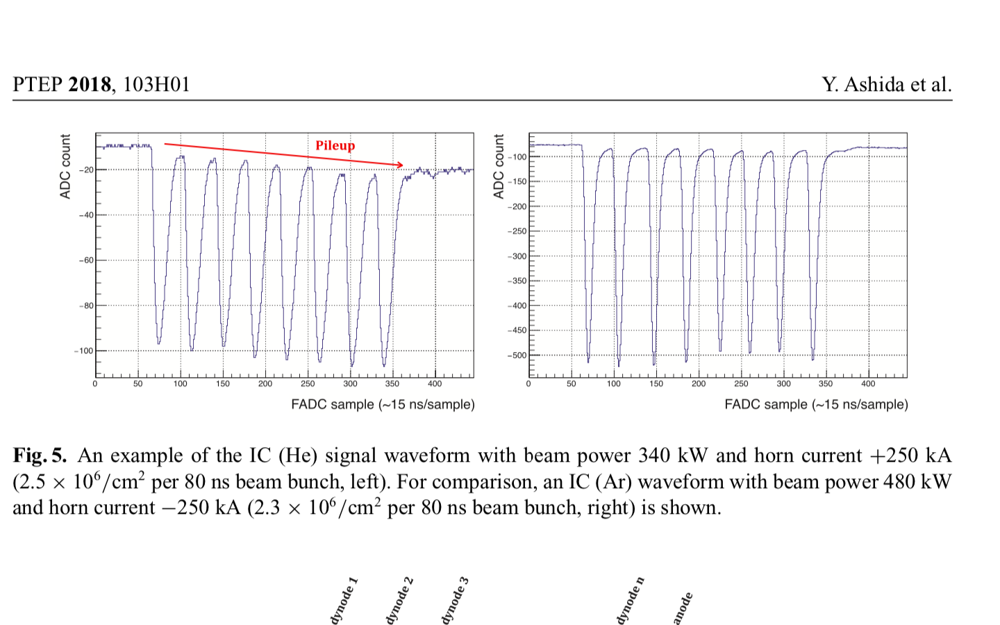 PTEP 2018, 103H01 Y. Ashida et al.
ADC count
Pileup
−20
−40
−60
−80
−100
0 50 100 150 200 250 300 350 400
FADC sample (~15 ns/sample)
ADC count
−100
−150
−200
−250
−300
−350
−400
−450
−500
0 50 100 150 200 250 300 350 400
FADC sample (~15 ns/sample)
Fig. 5. An example of the IC (He) signal waveform with beam power 340 kW and horn current +250 kA
(2.5 × 10⁶/cm² per 80 ns beam bunch, left). For comparison, an IC (Ar) waveform with beam power 480 kW
and horn current −250 kA (2.3 × 10⁶/cm² per 80 ns beam bunch, right) is shown.
dynode 1
dynode 2
dynode 3
dynode n
anode